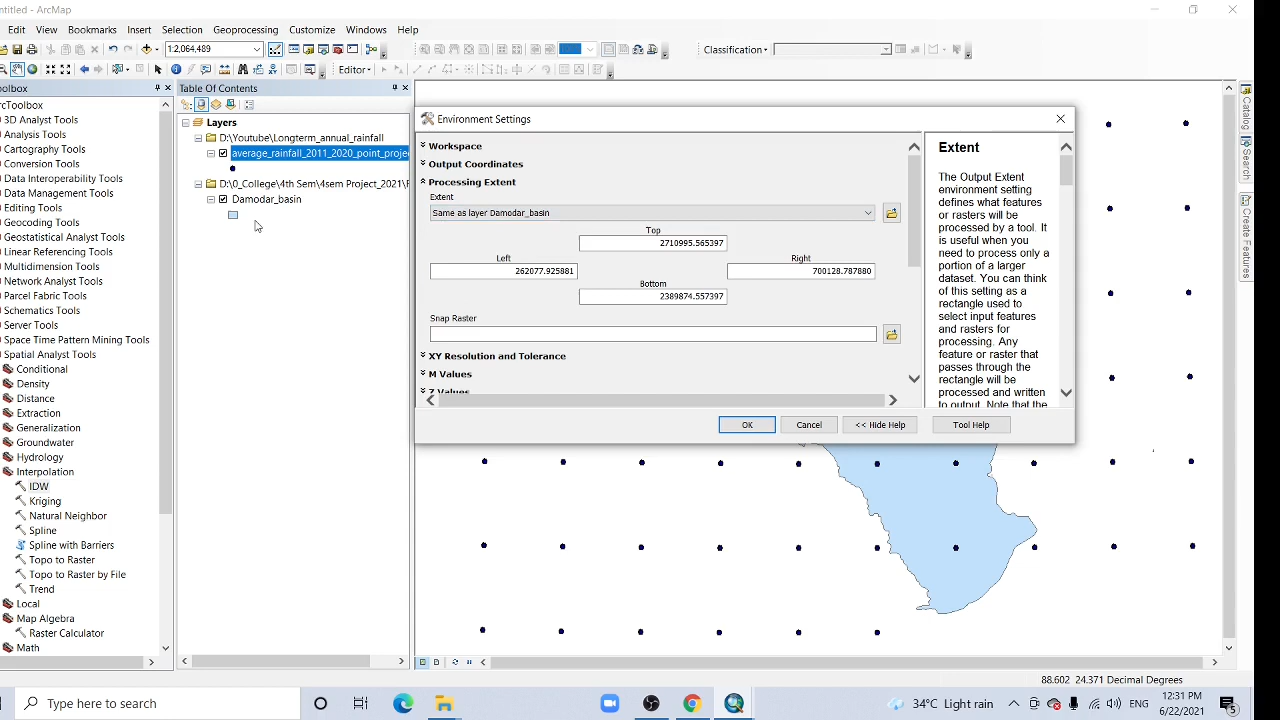 ntitled - ArcMap
Edit View Bookmarks Insert Selection Geoprocessing Customize Windows Help
1:2,064,489
Classification
Editor
oolbox
Table Of Contents
rcToolbox
3D Analyst Tools
Analysis Tools
Cartography Tools
Conversion Tools
Data Interoperability Tools
Data Management Tools
Editing Tools
Geocoding Tools
Geostatistical Analyst Tools
Linear Referencing Tools
Multidimension Tools
Network Analyst Tools
Parcel Fabric Tools
Schematics Tools
Server Tools
Space Time Pattern Mining Tools
Spatial Analyst Tools
Conditional
Density
Distance
Extraction
Generalization
Groundwater
Hydrology
Interpolation
IDW
Kriging
Natural Neighbor
Spline
Spline with Barriers
Topo to Raster
Topo to Raster by File
Trend
Local
Map Algebra
Raster Calculator
Math
Layers
D:\Youtube\Longterm_annual_rainfall
average_rainfall_2011_2020_point_proje
D:\0_College\4th Sem\4sem Project_2021\F
Damodar_basin
Environment Settings
Workspace
Output Coordinates
Processing Extent
Extent
Same as layer Damodar_basin
Top
2710995.565397
Left
Right
262077.925881
0128.787880
Bottom
2389874.557397
Snap Raster
XY Resolution and Tolerance
M Values
Z Values
Extent
The Output Extent
environment setting
defines what features
or rasters will be
processed by a tool. It
is useful when you
need to process only a
portion of a larger
dataset. You can think
of this setting as a
rectangle used to
select input features
and rasters for
processing. Any
feature or raster that
passes through the
rectangle will be
processed and written
to output. Note that the
OK
Cancel
<< Hide Help
Tool Help
Catalog
Search
Create Features
88.602 24.371 Decimal Degrees
Type here to search
34°C Light rain
ENG
12:31 PM
6/22/2021
5